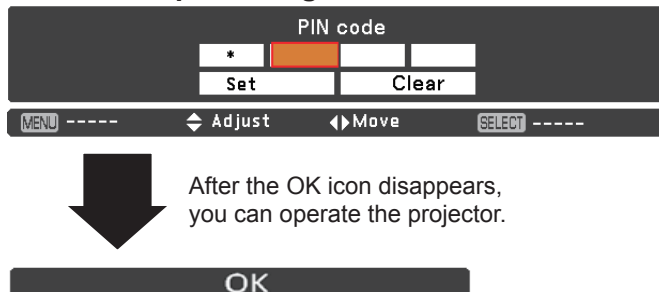 PIN code
*
Set Clear
MENU ----- Adjust Move SELECT -----
After the OK icon disappears,
you can operate the projector.
OK